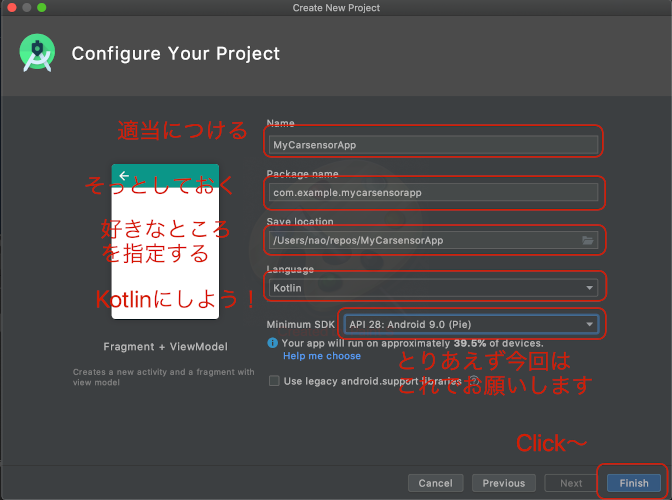 Create New Project
Configure Your Project
適当につける
Name
MyCarsensorApp
Package name
そっとしておく
com.example.mycarsensorapp
好きなところ
を指定する
Save location
/Users/nao/repos/MyCarsensorApp
Language
Kotlinにしよう！
Kotlin
Minimum SDK
API 28: Android 9.0 (Pie)
Your app will run on approximately 39.5% of devices.
Help me choose
Fragment + ViewModel
Creates a new activity and a fragment with
view model
とりあえず今回は
これでお願いします
Use legacy android.support libraries
?
Click〜
Cancel
Previous
Next
Finish